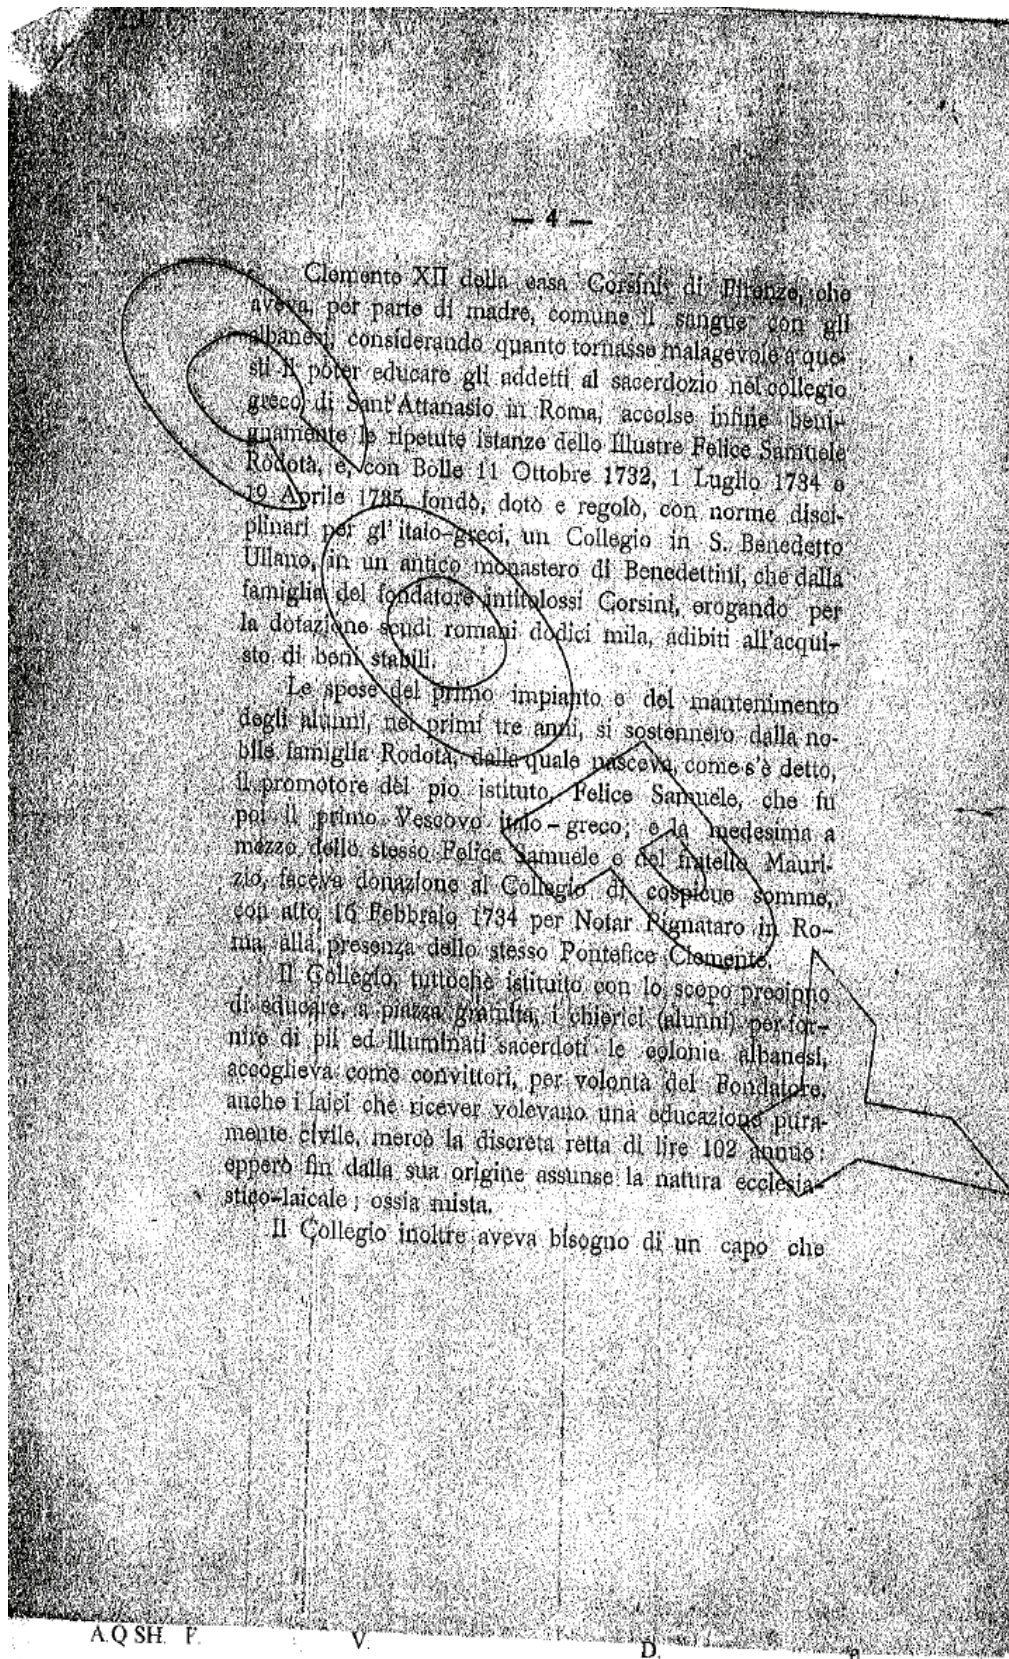 — 4 —
Clemente XII della casa Corsini di Firenze, che
aveva, per parte di madre, comune il sangue con gli
albanesi, considerando quanto tornasse malagevole a que-
sti il poter educare gli addetti al sacerdozio nel collegio
greco di Sant'Attanasio in Roma, accolse infine beni-
gnamente le ripetute istanze dello Illustre Felice Samuele
Rodotà, e, con Bolle 11 Ottobre 1732, 1 Luglio 1734 e
19 Aprile 1735 fondò, dotò e regolò, con norme disci-
plinari per gl' italo-greci, un Collegio in S. Benedetto
Ullano, in un antico monastero di Benedettini, che dalla
famiglia del fondatore intitolossi Corsini, erogando per
la dotazione scudi romani dodici mila, adibiti all'acqui-
sto di beni stabili.
Le spese del primo impianto e del mantenimento
degli alunni, nei primi tre anni, si sostennero dalla no-
bile famiglia Rodotà, dalla quale nasceva, come s'è detto,
il promotore del pio istituto, Felice Samuele, che fu
poi il primo Vescovo italo-greco; e la medesima a
mezzo dello stesso Felice Samuele e del fratello Mauri-
zio, faceva donazione al Collegio di cospicue somme,
con atto 16 Febbraio 1734 per Notar Pignataro in Ro-
ma, alla presenza dello stesso Pontefice Clemente.
Il Collegio, tuttochè istituito con lo scopo precipuo
di educare, a piazza gratuita, i chierici (alunni) per for-
nire di pii ed illuminati sacerdoti le colonie albanesi,
accoglieva come convittori, per volontà del Fondatore,
anche i laici che ricever volevano una educazione pura-
mente civile, mercè la discreta retta di lire 102 annue;
epperò fin dalla sua origine assunse la natura ecclesia-
stico-laicale; ossia mista.
Il Collegio inoltre aveva bisogno di un capo che
A.Q SH. F. V. D.
COPJA